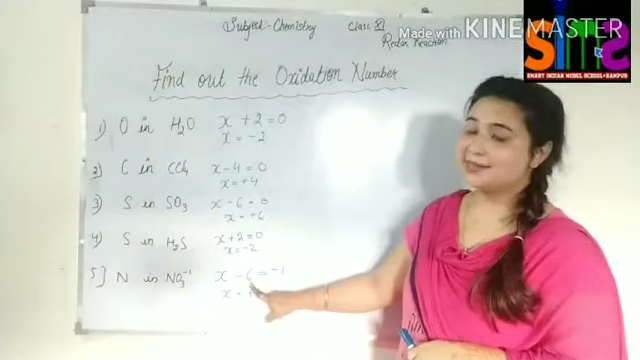 Made With KINEMASTER
Subject:- Chemistry Class XI
Redox Reaction
SIMS
SMART INDIAN MODEL SCHOOL - RAMPUR
Find out the Oxidation Number
1) O in H2O x + 2 = 0
x = -2
2) C in CCl4 x - 4 = 0
x = +4
3) S in SO3 x - 6 = 0
x = +6
4) S in H2S x + 2 = 0
x = -2
5] N in NO3-1 x - 6 = -1
x = +